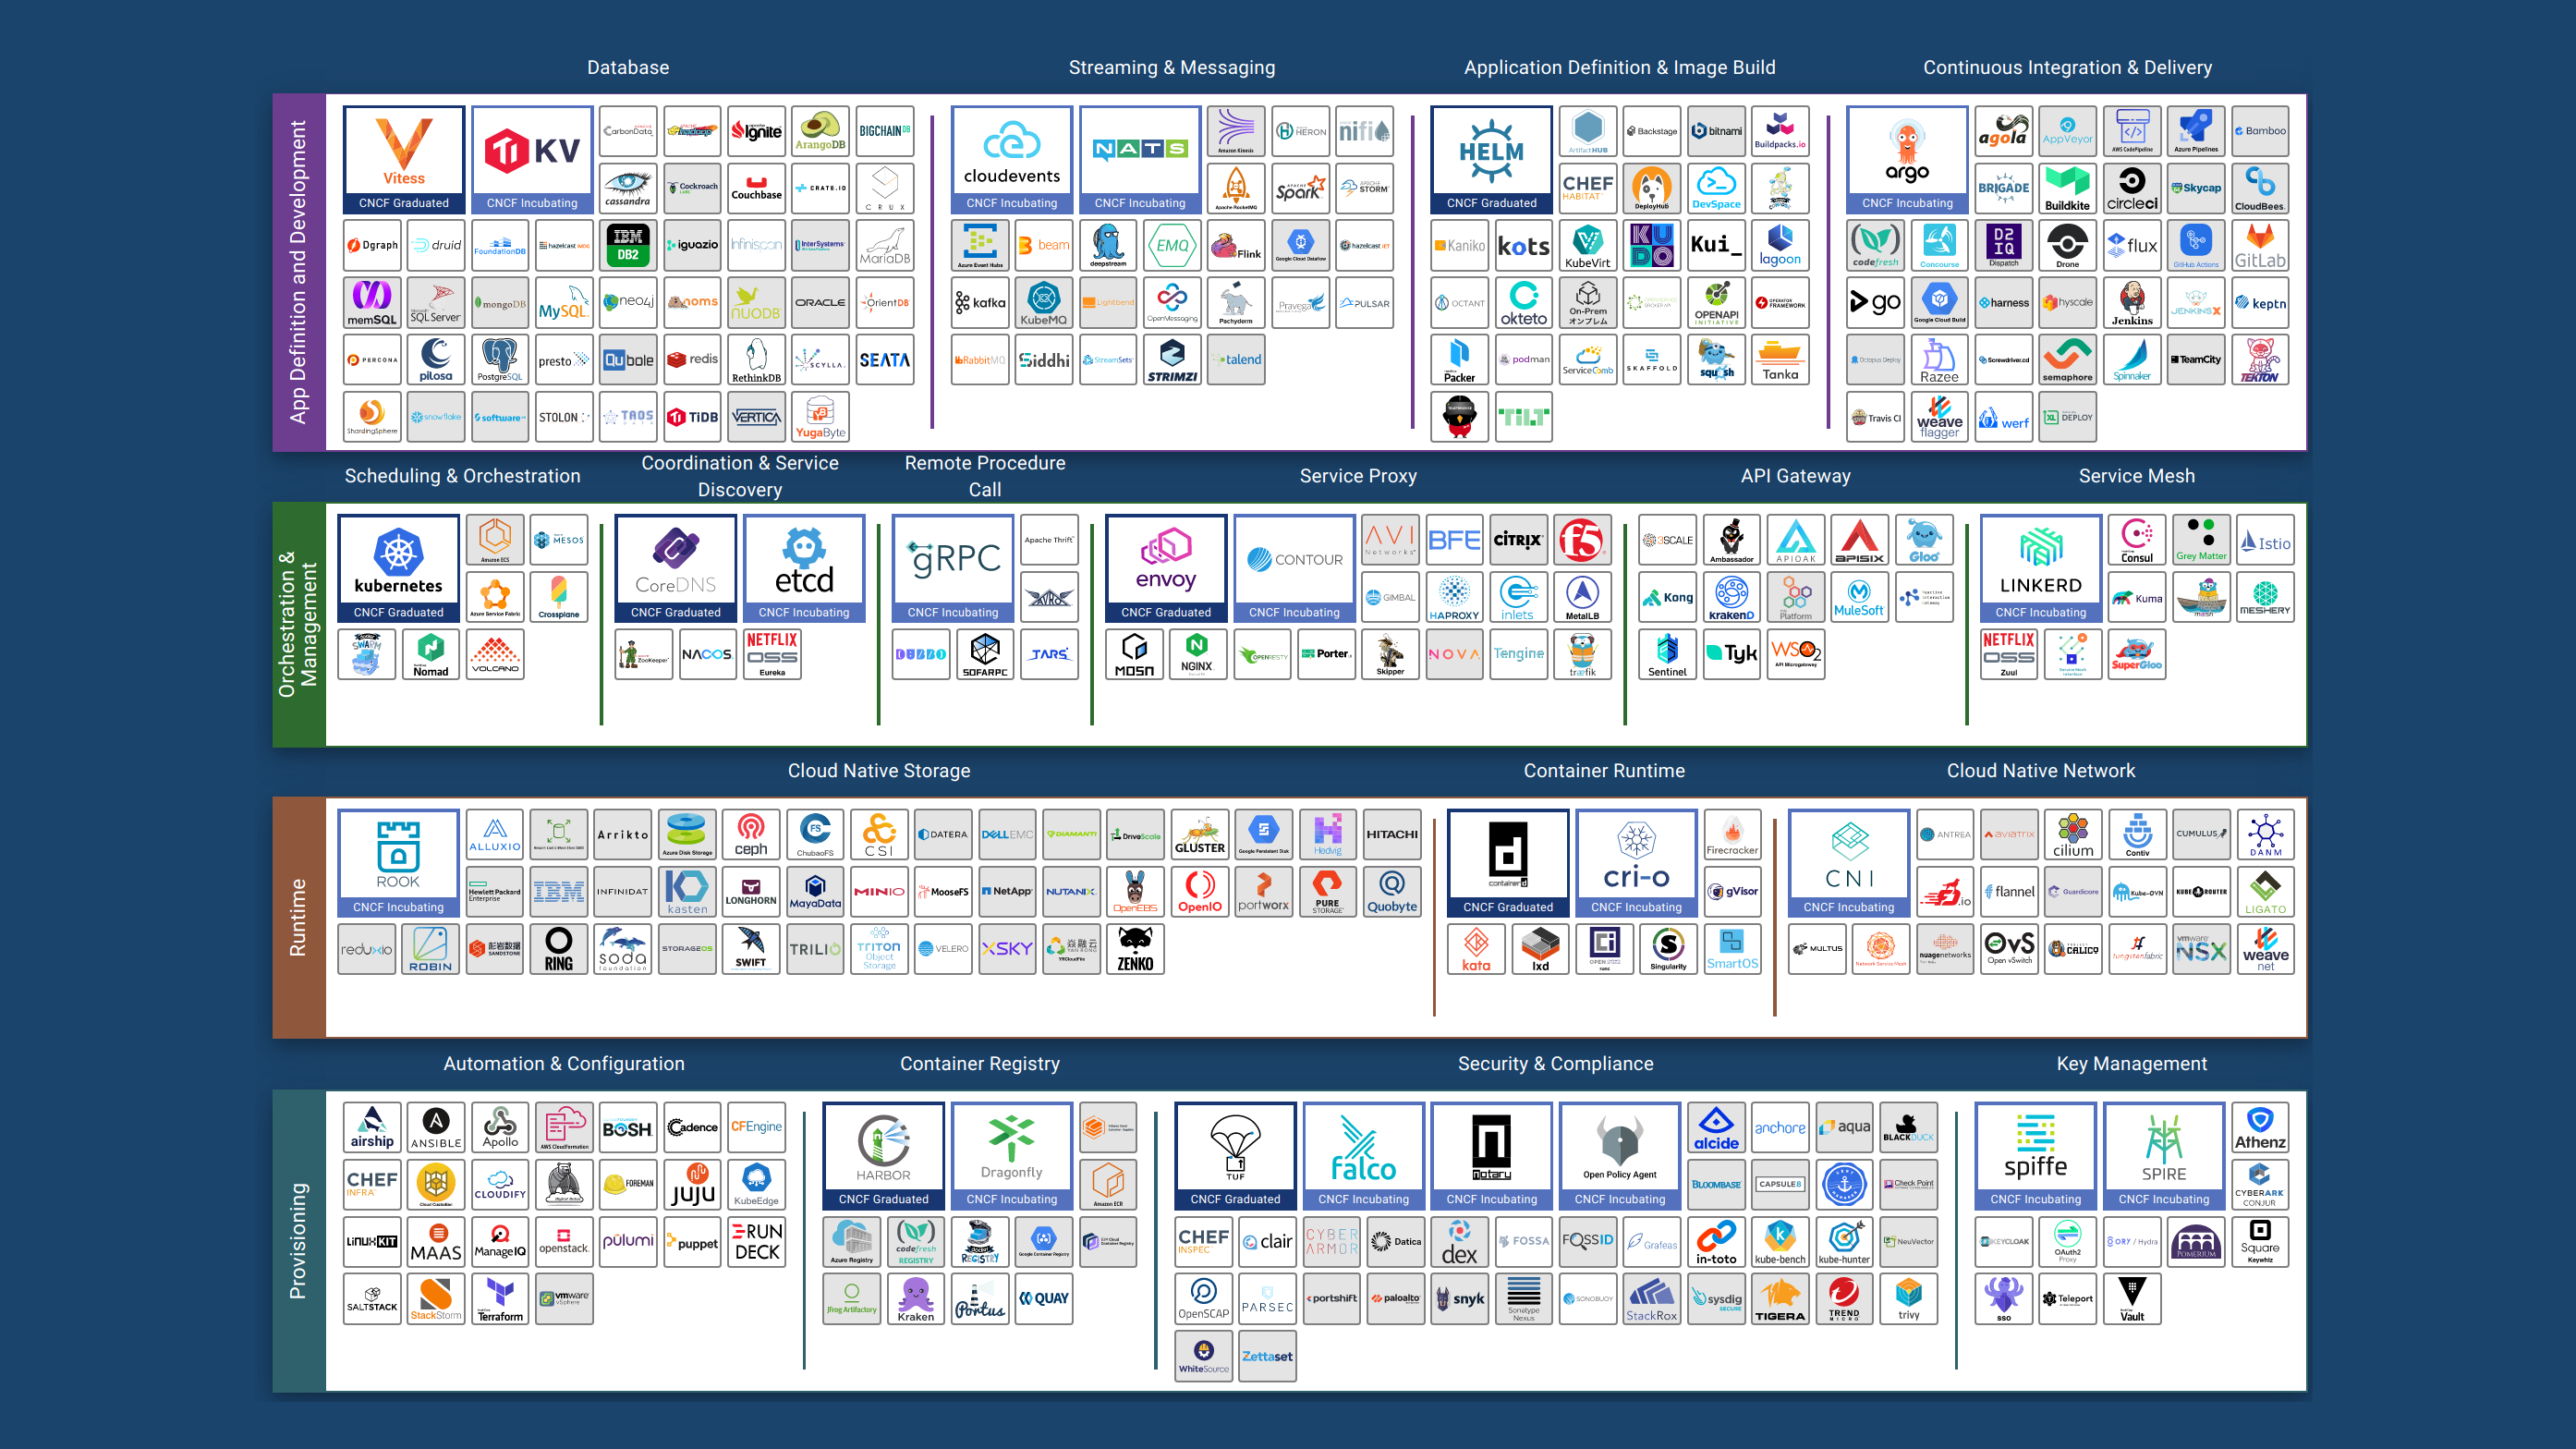 Database
Streaming & Messaging
Application Definition & Image Build
Continuous Integration & Delivery
App Definition and Development
Vitess
CNCF Graduated
TiKV
CNCF Incubating
CarbonData
hadoop
Ignite
ArangoDB
BIGCHAINDB
cassandra
Cockroach LABS
Couchbase
CRATE.IO
CRUX
Dgraph
druid
FoundationDB
hazelcast IMDG
IBM DB2
iguazio
Infinispan
InterSystems
MariaDB
memSQL
SQL Server
mongoDB
MySQL
neo4j
noms
NUODB
ORACLE
OrientDB
PERCONA
pilosa
PostgreSQL
presto
Qubole
redis
RethinkDB
SCYLLA
SEATA
ShardingSphere
snowflake
software AG
STOLON
TAOS DATA
TiDB
VERTICA
YugaByte
cloudevents
CNCF Incubating
NATS
CNCF Incubating
Amazon Kinesis
HERON
nifi
Apache RocketMQ
APACHE Spark
APACHE STORM
Azure Event Hubs
beam
deepstream
EMQ
Flink
Google Cloud Dataflow
hazelcast JET
kafka
KubeMQ
Lightbend
OpenMessaging
Pachyderm
Pravega
PULSAR
RabbitMQ
Siddhi
StreamSets
STRIMZI
talend
HELM
CNCF Graduated
Artifact HUB
Backstage
bitnami
Buildpacks.io
CHEF HABITAT
DeployHub
DevSpace
Kaniko
kots
KubeVirt
KUDO
Kui_
lagoon
OCTANT
okteto
On-Prem
オンプレム
OPENAPI INITIATIVE
OPERATOR FRAMEWORK
Packer
podman
ServiceComb
SKAFFOLD
squash
Tanka
TILT
argo
CNCF Incubating
agola
AppVeyor
AWS CodePipeline
Azure Pipelines
Bamboo
BRIGADE
Buildkite
circleci
Skycap
CloudBees
codefresh
Concourse
D2 IQ
Dispatch
Drone
flux
GitHub Actions
GitLab
go
Google Cloud Build
harness
hyscale
Jenkins
JENKINS X
keptn
Octopus Deploy
Razee
Screwdriver.cd
semaphore
Spinnaker
TeamCity
TEKTON
Travis CI
weave flagger
werf
XL DEPLOY
Scheduling & Orchestration
Coordination & Service
Discovery
Remote Procedure
Call
Service Proxy
API Gateway
Service Mesh
Orchestration &
Management
kubernetes
CNCF Graduated
Amazon ECS
MESOS
Azure Service Fabric
Crossplane
SWARM
Nomad
VOLCANO
CoreDNS
CNCF Graduated
etcd
CNCF Incubating
ZooKeeper
NACOS
NETFLIX
OSS
Eureka
gRPC
CNCF Incubating
Apache Thrift
AVRO
DUBBO
SOFARPC
TARS
envoy
CNCF Graduated
CONTOUR
CNCF Incubating
AVI Networks
BFE
CITRIX
f5
GIMBAL
HAPROXY
inlets
MetalLB
MOSN
NGINX
OPENRESTY
Porter
Skipper
NOVA
Tengine
træfik
3SCALE
Ambassador
APIOAK
APISIX
Gloo
Kong
krakenD
Platform
MuleSoft
Sentinel
Tyk
WSO2
API Microgateway
LINKERD
CNCF Incubating
Consul
Grey Matter
Istio
Kuma
mesh
MESHERY
NETFLIX
OSS
Zuul
Service Mesh Interface
SuperGloo
Cloud Native Storage
Container Runtime
Cloud Native Network
Runtime
ROOK
CNCF Incubating
ALLUXIO
Arrikto
Azure Disk Storage
ceph
ChubaoFS
CSI
DATERA
DELLEMC
DIAMANTI
DriveScale
GLUSTER
Google Persistent Disk
Hedvig
HITACHI
Hewlett Packard
Enterprise
IBM
INFINIDAT
kasten
LONGHORN
MayaData
MINIO
MooseFS
NetApp
NUTANIX
OpenEBS
OpenIO
portworx
PURE STORAGE
Quobyte
reduxio
ROBIN
SANDSTONE
RING
soda foundation
STORAGEOS
SWIFT
TRILIO
TRITON
Object
Storage
VELERO
XSKY
焱融云
YRCloudFile
ZENKO
containerd
CNCF Graduated
cri-o
CNCF Incubating
Firecracker
gVisor
kata
lxd
Singularity
SmartOS
CNI
CNCF Incubating
ANTREA
aviatrix
cilium
Contiv
CUMULUS
DANM
flannel
Guardicore
Kube-OVN
KUBE ROUTER
LIGATO
MULTUS
Network Service Mesh
nuagenetworks
OvS
Open vSwitch
CALICO
tungstenfabric
vmware
NSX
weave
net
Automation & Configuration
Container Registry
Security & Compliance
Key Management
Provisioning
airship
ANSIBLE
Apollo
AWS CloudFormation
BOSH
Cadence
CFEngine
CHEF INFRA
Cloud Custodian
CLOUDIFY
FOREMAN
JUJU
KubeEdge
LINUXKIT
MAAS
ManageIQ
openstack
pulumi
puppet
RUN DECK
SALTSTACK
StackStorm
Terraform
vmware vSphere
HARBOR
CNCF Graduated
Dragonfly
CNCF Incubating
Amazon ECR
Azure Registry
codefresh REGISTRY
REGISTRY
Google Container Registry
IBM Cloud Container Registry
JFrog Artifactory
Kraken
Portus
QUAY
TUF
CNCF Graduated
falco
CNCF Incubating
notary
CNCF Incubating
Open Policy Agent
CNCF Incubating
alcide
anchore
aqua
BLACKDUCK
BLOOMBASE
CAPSULE8
Check Point
CHEF INSPEC
clair
CYBER ARMOR
Datica
dex
FOSSA
FOSSID
Grafeas
in-toto
kube-bench
kube-hunter
NeuVector
OpenSCAP
PARSEC
portshift
paloalto
snyk
Sonatype
Nexus
SONOBUOY
StackRox
sysdig SECURE
TIGERA
TREND MICRO
trivy
WhiteSource
Zettaset
spiffe
CNCF Incubating
SPIRE
CNCF Incubating
Athenz
CYBERARK
CONJUR
KEYCLOAK
OAuth2
Proxy
ORY / Hydra
POMERIUM
Square
Keywhiz
sso
Teleport
Vault